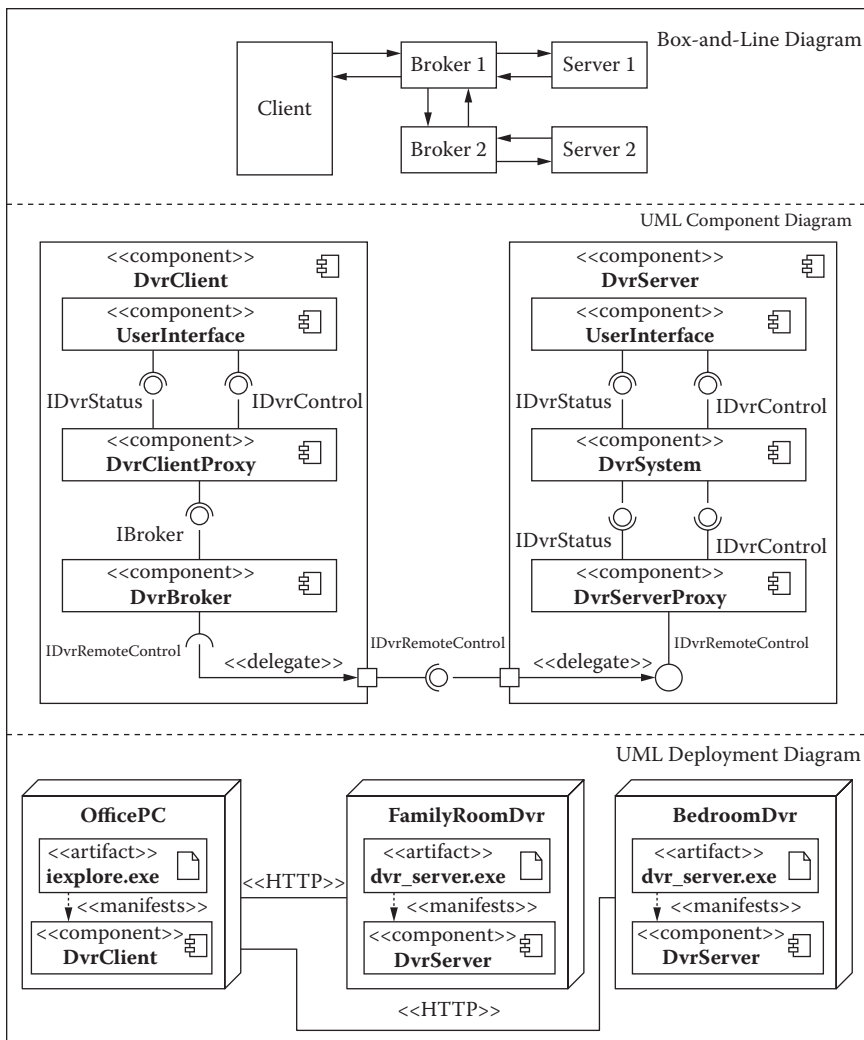 Box-and-Line Diagram
Client
Broker 1
Server 1
Broker 2
Server 2
UML Component Diagram
<<component>>
DvrClient
<<component>>
UserInterface
IDvrStatus
IDvrControl
<<component>>
DvrClientProxy
IBroker
<<component>>
DvrBroker
IDvrRemoteControl
<<delegate>>
IDvrRemoteControl
<<component>>
DvrServer
<<component>>
UserInterface
IDvrStatus
IDvrControl
<<component>>
DvrSystem
IDvrStatus
IDvrControl
<<component>>
DvrServerProxy
IDvrRemoteControl
<<delegate>>
UML Deployment Diagram
OfficePC
<<artifact>>
iexplore.exe
<<manifests>>
<<component>>
DvrClient
<<HTTP>>
FamilyRoomDvr
<<artifact>>
dvr_server.exe
<<manifests>>
<<component>>
DvrServer
BedroomDvr
<<artifact>>
dvr_server.exe
<<manifests>>
<<component>>
DvrServer
<<HTTP>>